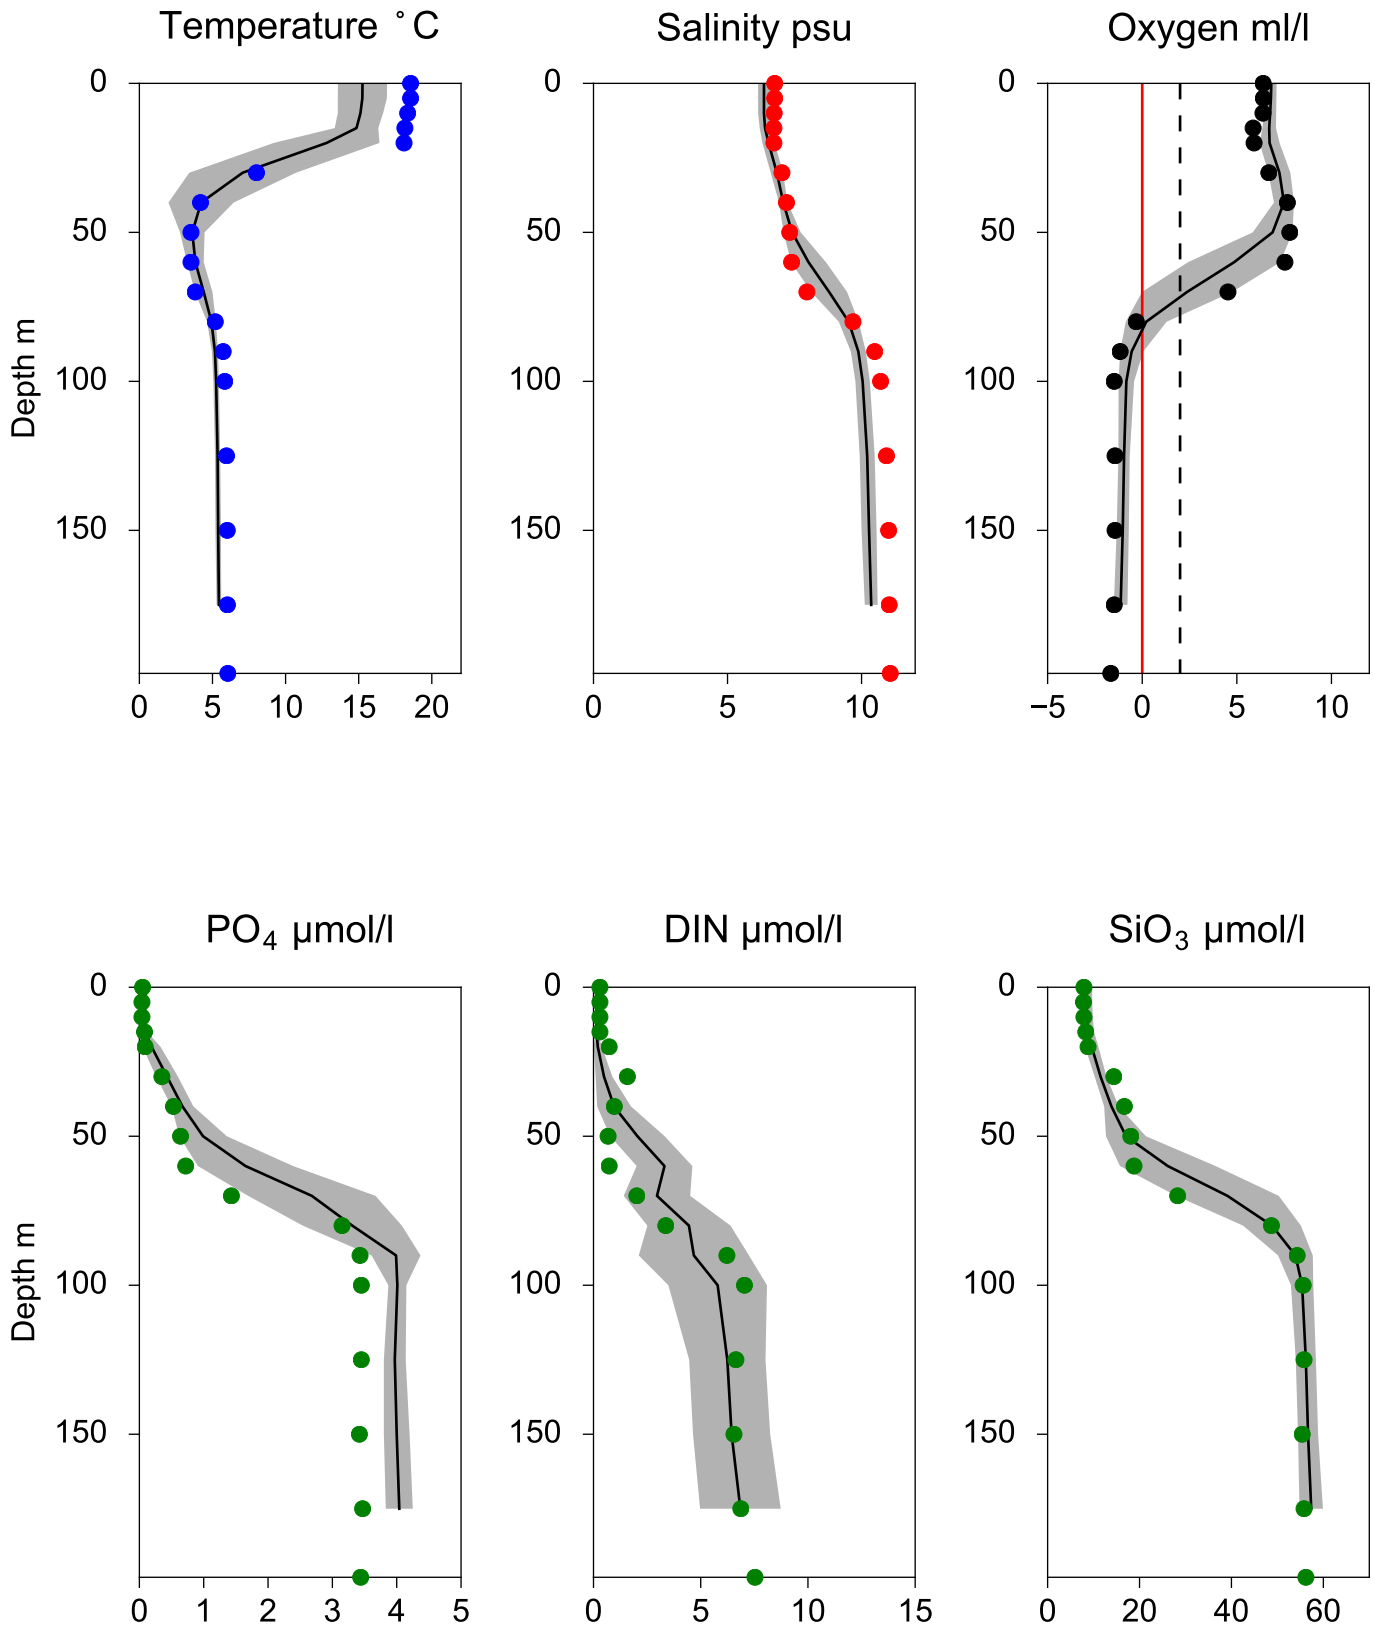 Temperature °C
Salinity psu
Oxygen ml/l
0
50
100
150
Depth m
0 5 10 15 20
0
50
100
150
0 5 10
0
50
100
150
−5 0 5 10
PO4 µmol/l
DIN µmol/l
SiO3 µmol/l
0
50
100
150
Depth m
0 1 2 3 4 5
0
50
100
150
0 5 10 15
0
50
100
150
0 20 40 60